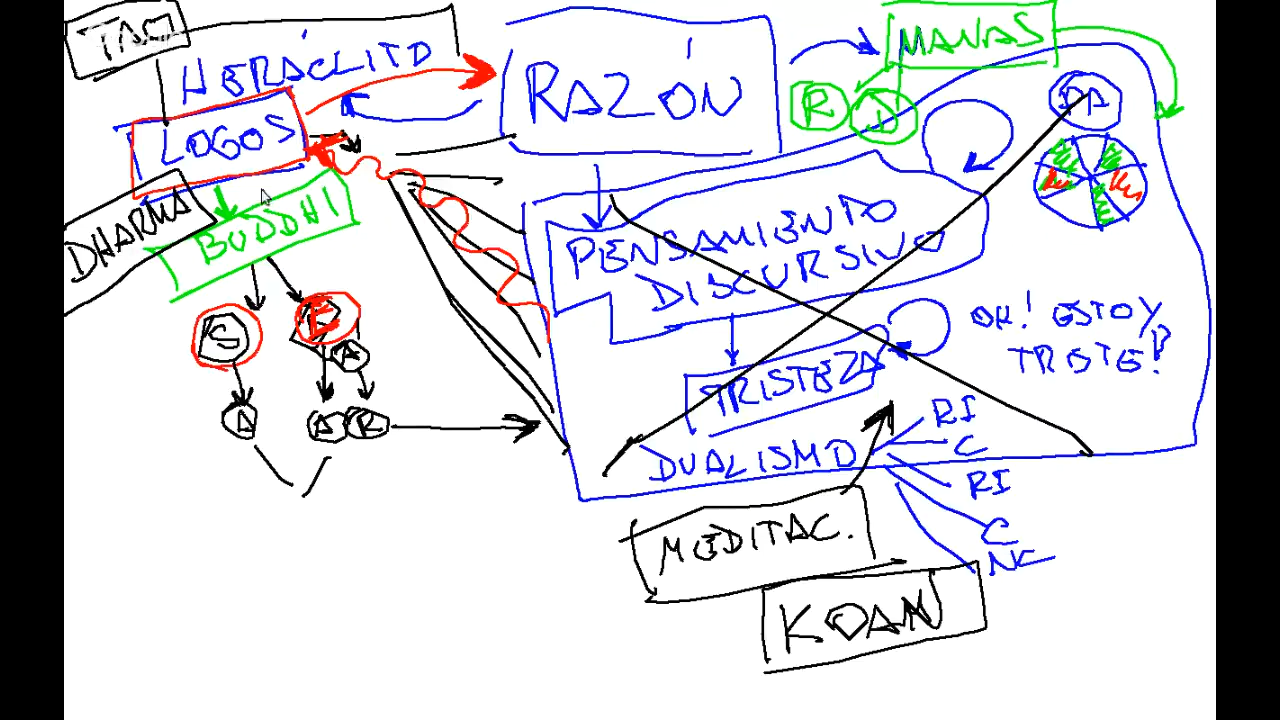 TAO
HERÁCLITO
LOGOS
RAZÓN
MANAS
R
A
DHARMA
BUDDHI
PENSAMIENTO
DISCURSIVO
S
E
A
A
A
R
TRISTEZA
OH! ESTOY
TRISTE!
DUALISMO
RI
C
RI
C
NC
MEDITAC.
KOAN